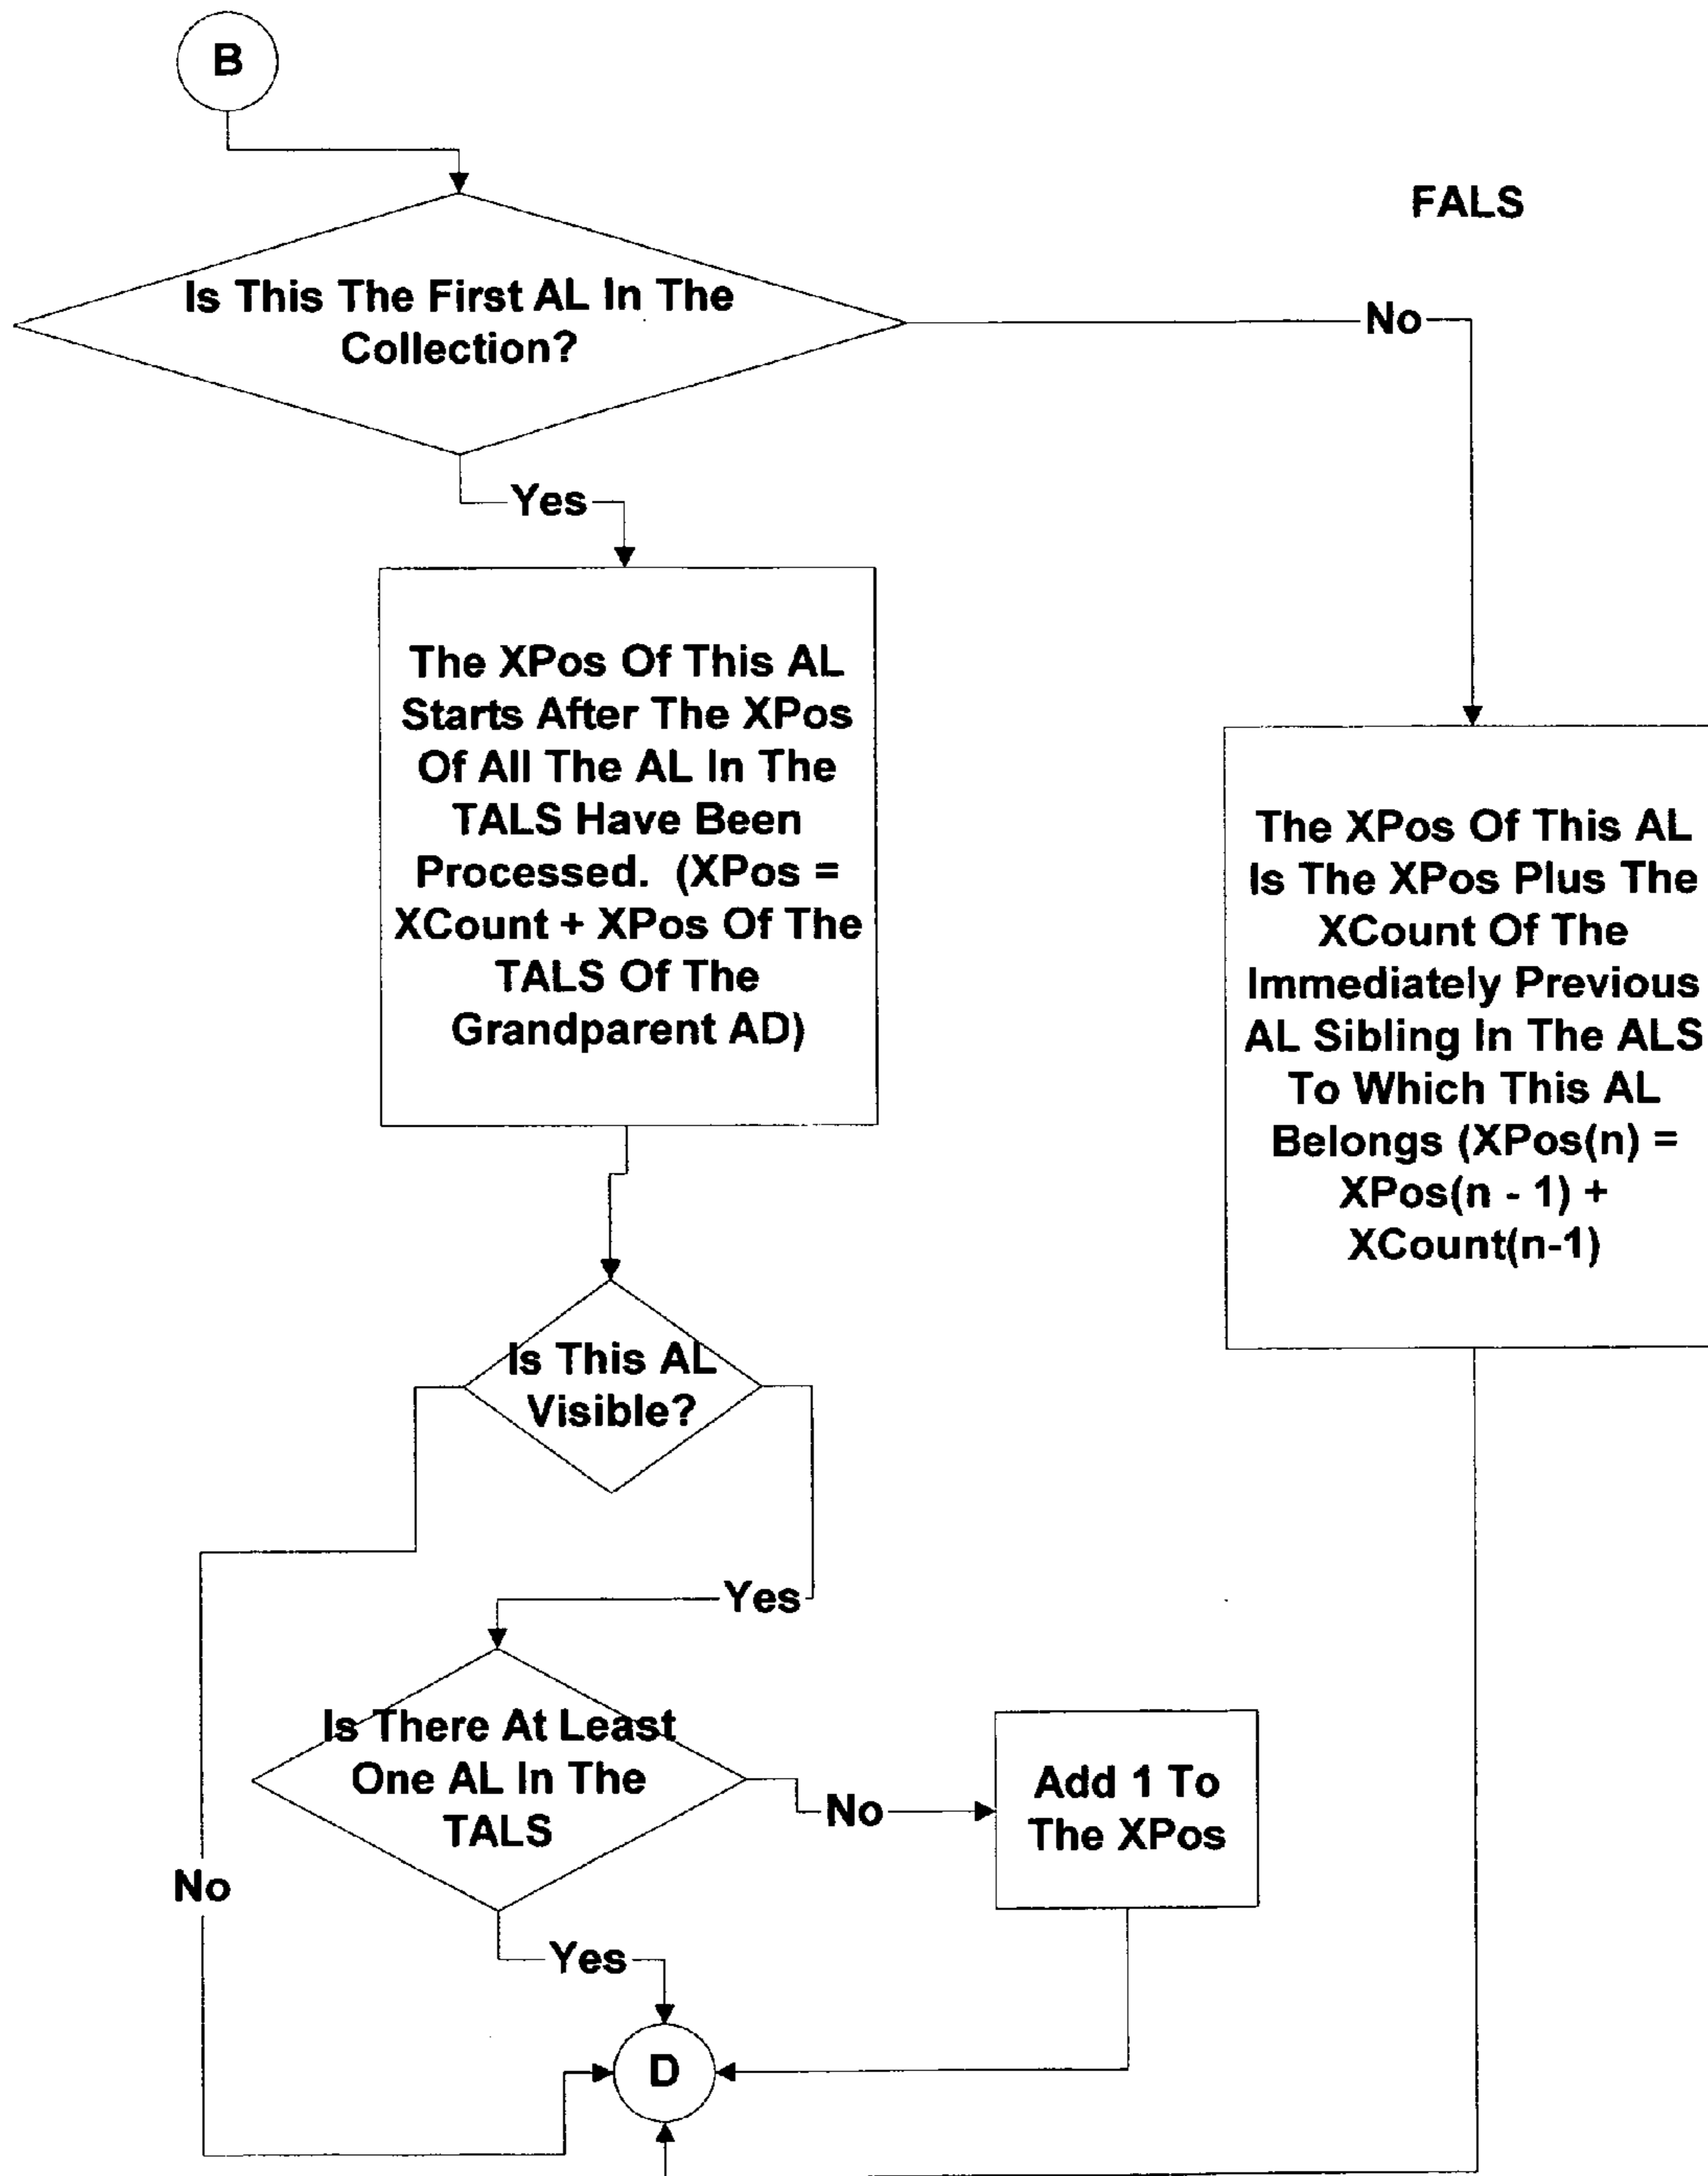 B
FALS
Is This The First AL In The
Collection?
No
Yes
The XPos Of This AL
Starts After The XPos
Of All The AL In The
TALS Have Been
Processed. (XPos =
XCount + XPos Of The
TALS Of The
Grandparent AD)
The XPos Of This AL
Is The XPos Plus The
XCount Of The
Immediately Previous
AL Sibling In The ALS
To Which This AL
Belongs (XPos(n) =
XPos(n - 1) +
XCount(n-1)
Is This AL
Visible?
Yes
Is There At Least
One AL In The
TALS
No
Add 1 To
The XPos
No
Yes
D